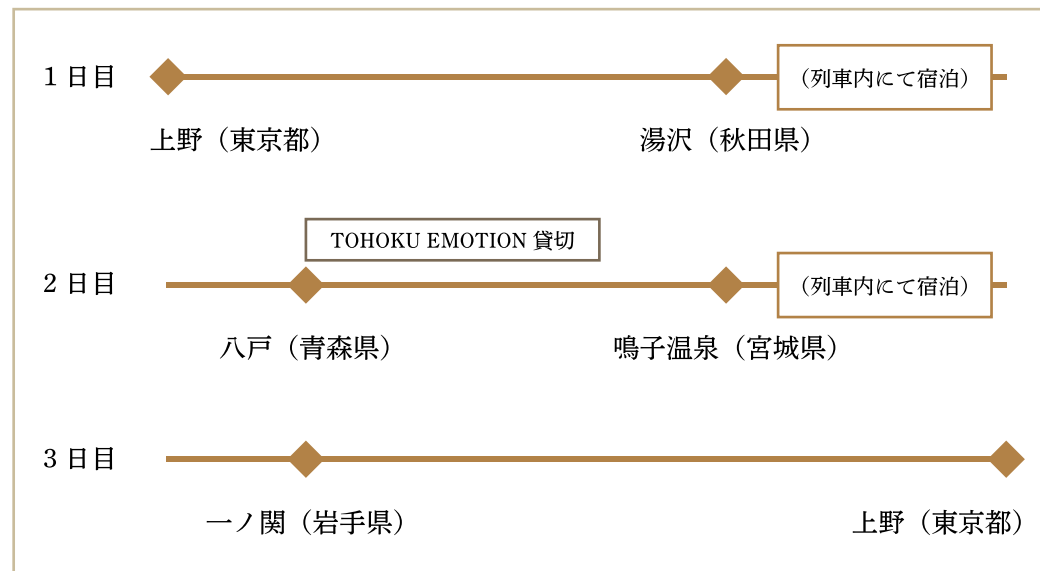 1 日目
（列車内にて宿泊）
上野（東京都）
湯沢（秋田県）
TOHOKU EMOTION 貸切
2 日目
（列車内にて宿泊）
八戸（青森県）
鳴子温泉（宮城県）
3 日目
一ノ関（岩手県）
上野（東京都）